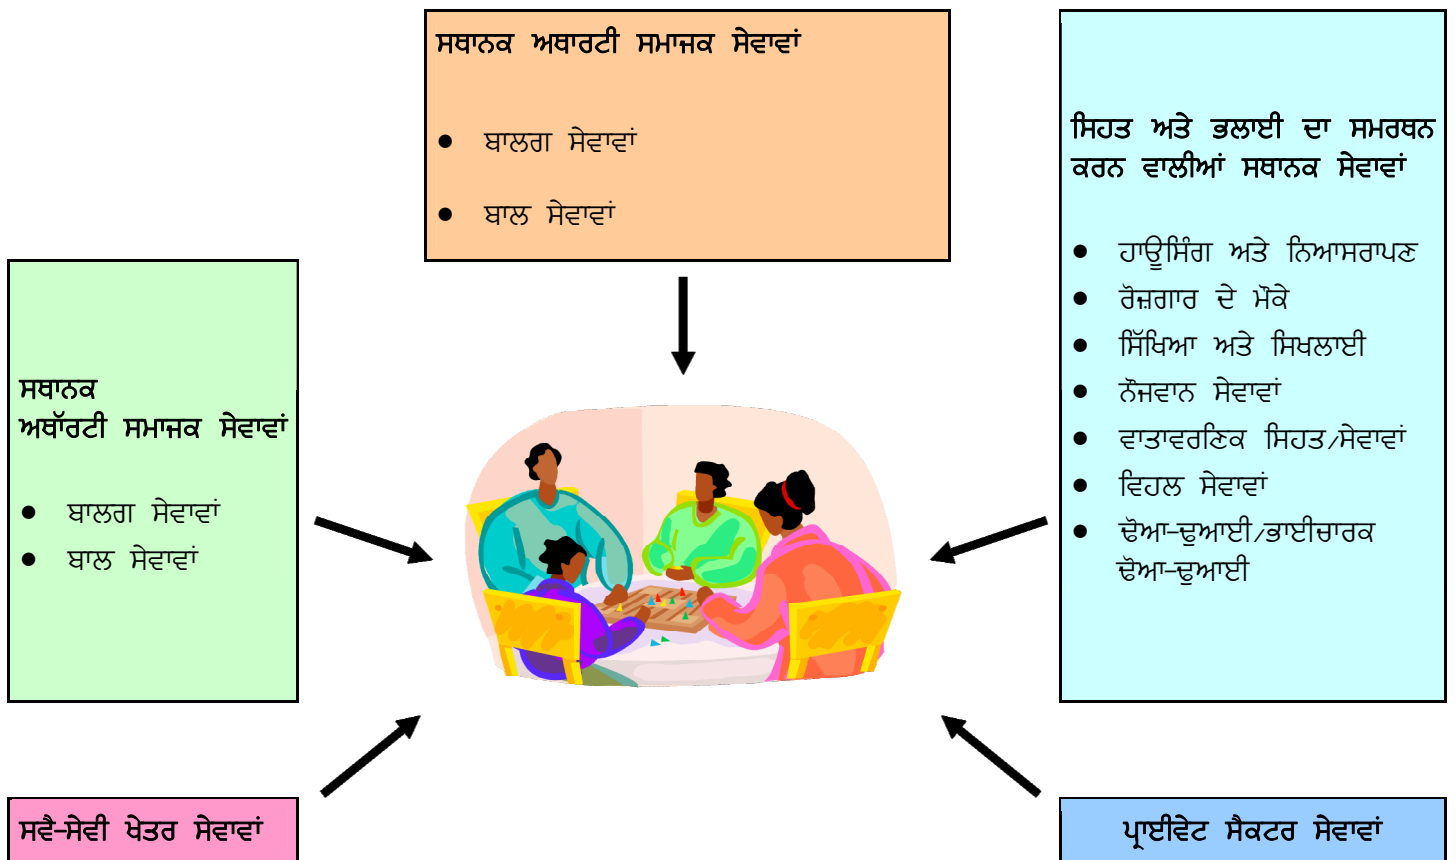 ਸਥਾਨਕ ਅਥਾਰਟੀ ਸਮਾਜਕ ਸੇਵਾਵਾਂ
● ਬਾਲਗ ਸੇਵਾਵਾਂ
● ਬਾਲ ਸੇਵਾਵਾਂ
ਸਿਹਤ ਅਤੇ ਭਲਾਈ ਦਾ ਸਮਰਥਨ
ਕਰਨ ਵਾਲੀਆਂ ਸਥਾਨਕ ਸੇਵਾਵਾਂ
● ਹਾਊਸਿੰਗ ਅਤੇ ਨਿਆਸਰਾਪਣ
● ਰੋਜ਼ਗਾਰ ਦੇ ਮੌਕੇ
● ਸਿੱਖਿਆ ਅਤੇ ਸਿਖਲਾਈ
● ਨੌਜਵਾਨ ਸੇਵਾਵਾਂ
● ਵਾਤਾਵਰਣਿਕ ਸਿਹਤ/ਸੇਵਾਵਾਂ
● ਵਿਹਲ ਸੇਵਾਵਾਂ
● ਢੋਆ-ਢੁਆਈ/ਭਾਈਚਾਰਕ
ਢੋਆ-ਢੁਆਈ
ਸਥਾਨਕ
ਅਥਾੱਰਟੀ ਸਮਾਜਕ ਸੇਵਾਵਾਂ
● ਬਾਲਗ ਸੇਵਾਵਾਂ
● ਬਾਲ ਸੇਵਾਵਾਂ
ਸਵੈ-ਸੇਵੀ ਖੇਤਰ ਸੇਵਾਵਾਂ
ਪ੍ਰਾਈਵੇਟ ਸੈਕਟਰ ਸੇਵਾਵਾਂ